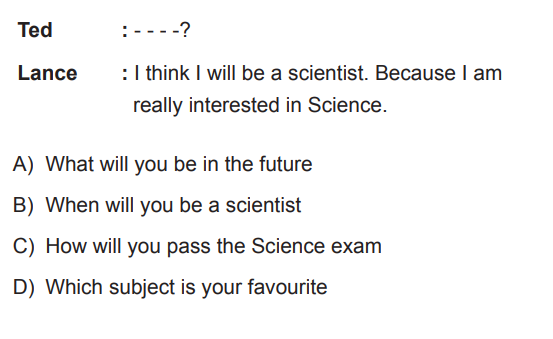 Ted : - - - -?
Lance : I think I will be a scientist. Because I am
really interested in Science.
A) What will you be in the future
B) When will you be a scientist
C) How will you pass the Science exam
D) Which subject is your favourite